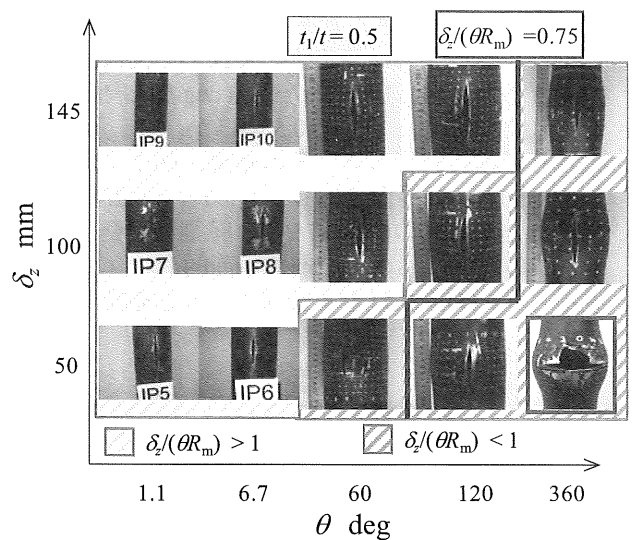 t₁/t = 0.5
δz/(θRm) =0.75
145
IP9
IP10
100
IP7
IP8
50
IP5
IP6
δz mm
δz/(θRm) > 1
δz/(θRm) < 1
1.1
6.7
60
120
360
θ deg